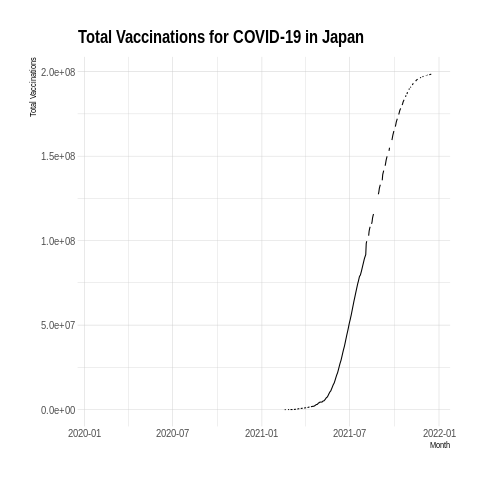 Total Vaccinations for COVID-19 in Japan
Total Vaccinations
2.0e+08
1.5e+08
1.0e+08
5.0e+07
0.0e+00
2020-01 2020-07 2021-01 2021-07 2022-01
Month